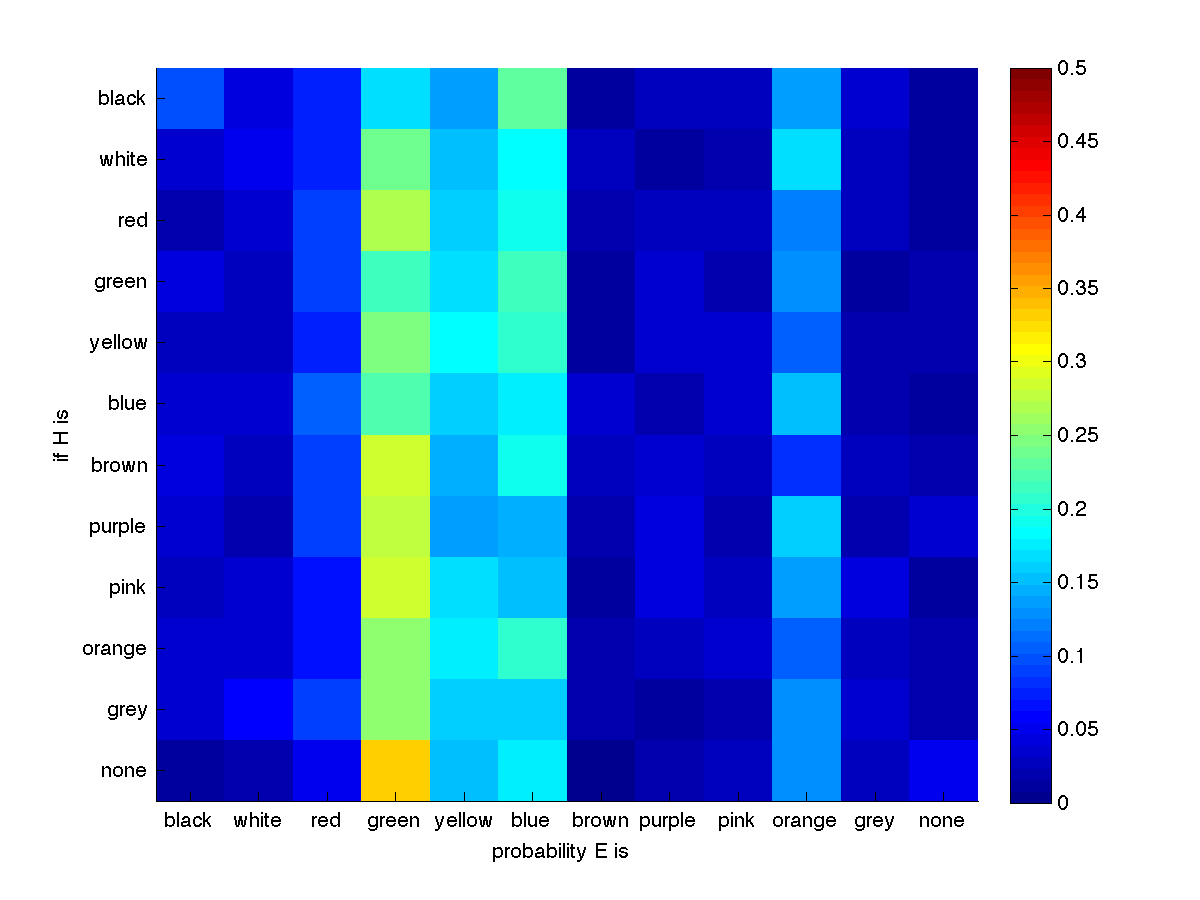 black
white
red
green
yellow
blue
brown
purple
pink
orange
grey
none
if H is
black white red green yellow blue brown purple pink orange grey none
probability E is
0.5
0.45
0.4
0.35
0.3
0.25
0.2
0.15
0.1
0.05
0